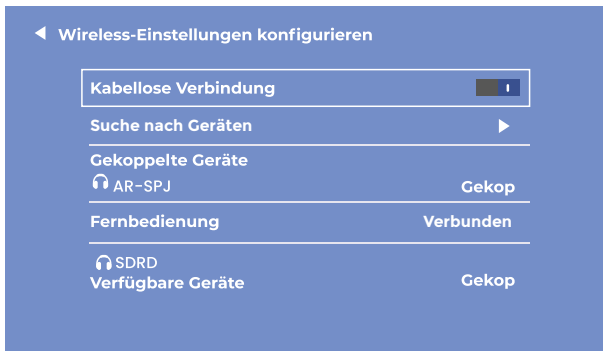 Wireless-Einstellungen konfigurieren
Kabellose Verbindung
Suche nach Geräten
Gekoppelte Geräte
AR-SPJ Gekop
Fernbedienung Verbunden
SDRD
Verfügbare Geräte Gekop